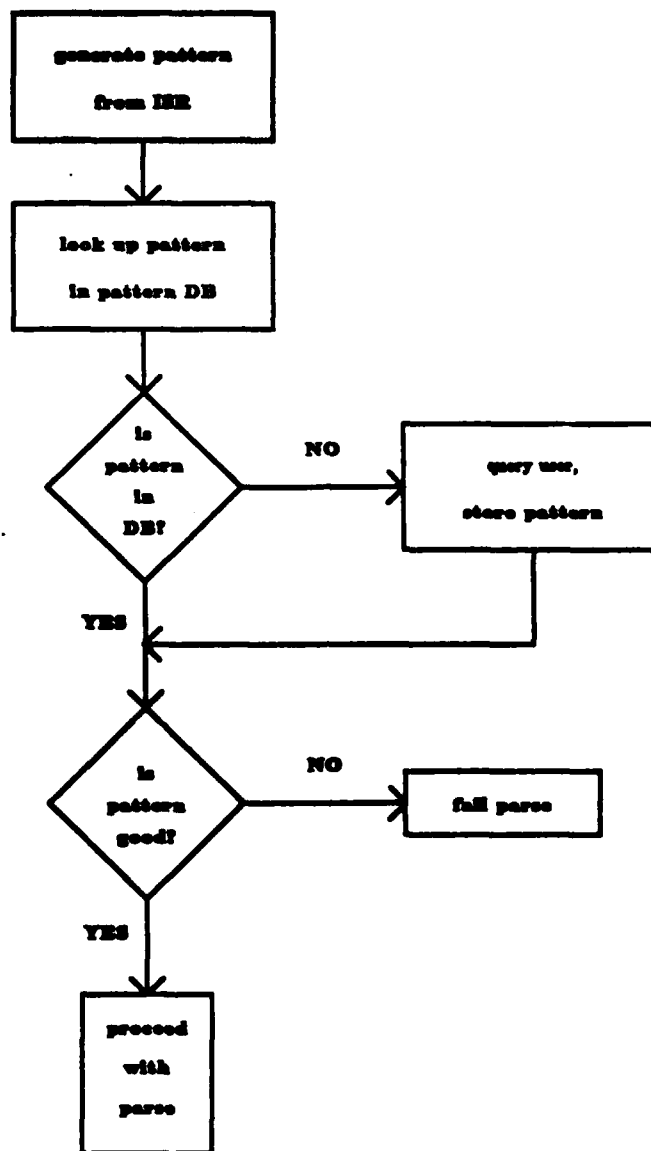 generate pattern
from ISR
look up pattern
in pattern DB
is
pattern
in
DB?
NO
query user,
store pattern
YES
is
pattern
good?
NO
fail parse
YES
proceed
with
parse